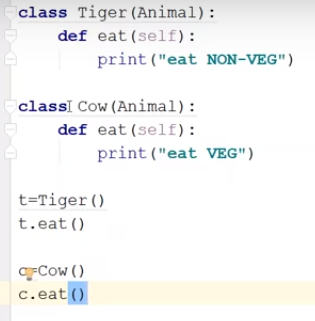 class Tiger(Animal):
    def eat(self):
        print("eat NON-VEG")
class Cow(Animal):
    def eat(self):
        print("eat VEG")
t=Tiger()
t.eat()
c=Cow()
c.eat()